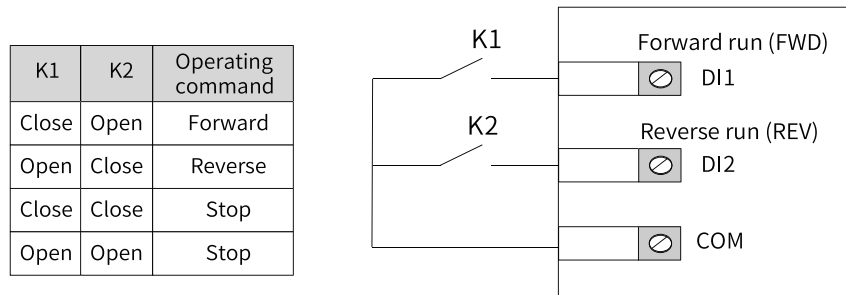 K1 K2 Operating
command
Close Open Forward
Open Close Reverse
Close Close Stop
Open Open Stop
K1
Forward run (FWD)
DI1
K2
Reverse run (REV)
DI2
COM